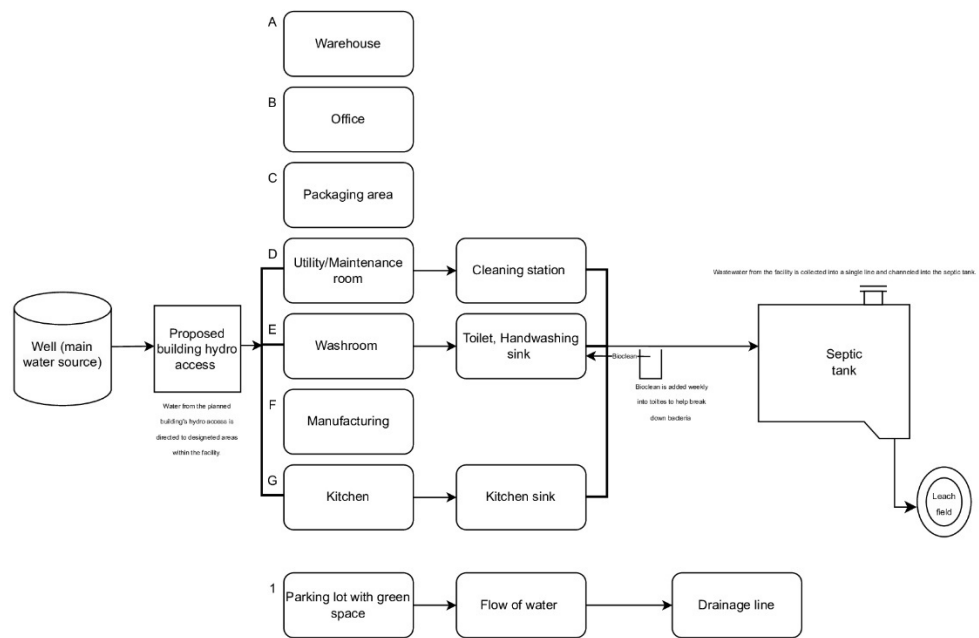 A
Warehouse
B
Office
C
Packaging area
D
Utility/Maintenance
room
Cleaning station
Wastewater from the facility is collected into a single line and channeled into the septic tank.
Well (main
water source)
Proposed
building hydro
access
E
Washroom
Toilet, Handwashing
sink
Bioclean
Septic
tank
Water from the planned
building's hydro access is
directed to designeted areas
within the facility
Bioclean is added weekly
into toilties to help break
down bacteria
F
Manufacturing
G
Kitchen
Kitchen sink
Leach
field
1
Parking lot with green
space
Flow of water
Drainage line